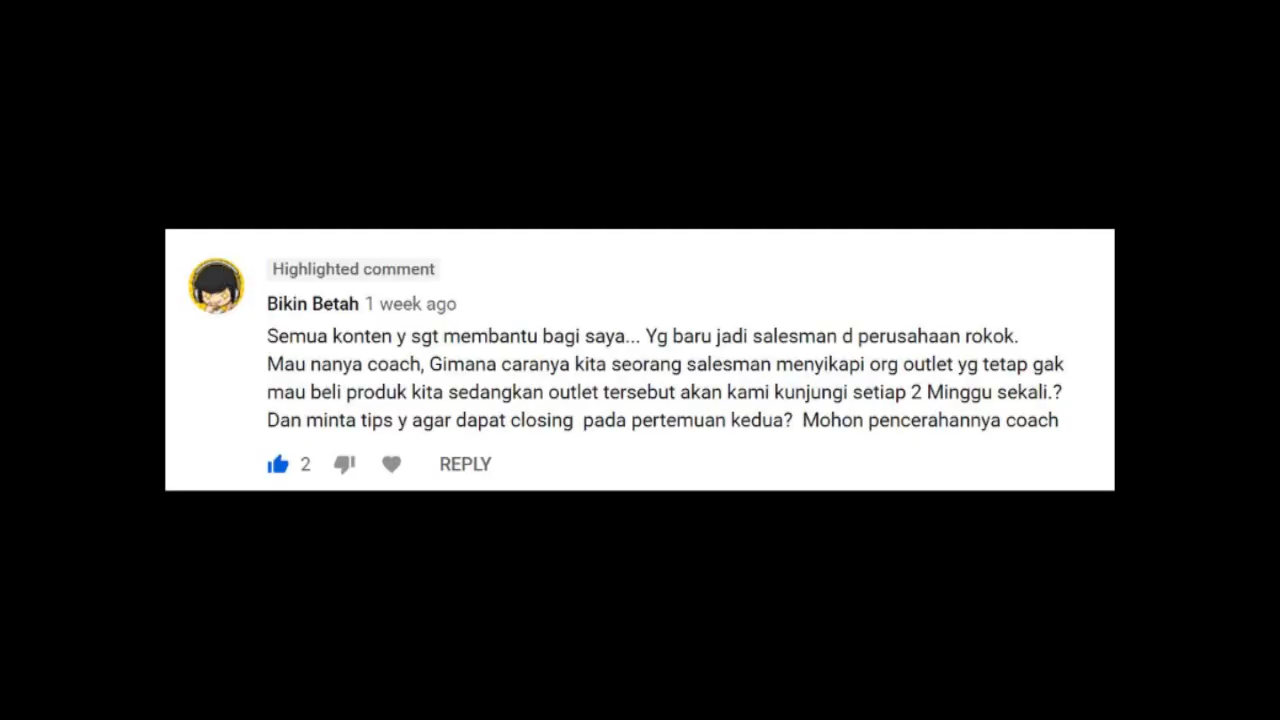 Highlighted comment
Bikin Betah 1 week ago
Semua konten y sgt membantu bagi saya... Yg baru jadi salesman d perusahaan rokok.
Mau nanya coach, Gimana caranya kita seorang salesman menyikapi org outlet yg tetap gak
mau beli produk kita sedangkan outlet tersebut akan kami kunjungi setiap 2 Minggu sekali.?
Dan minta tips y agar dapat closing  pada pertemuan kedua?  Mohon pencerahannya coach
2 REPLY